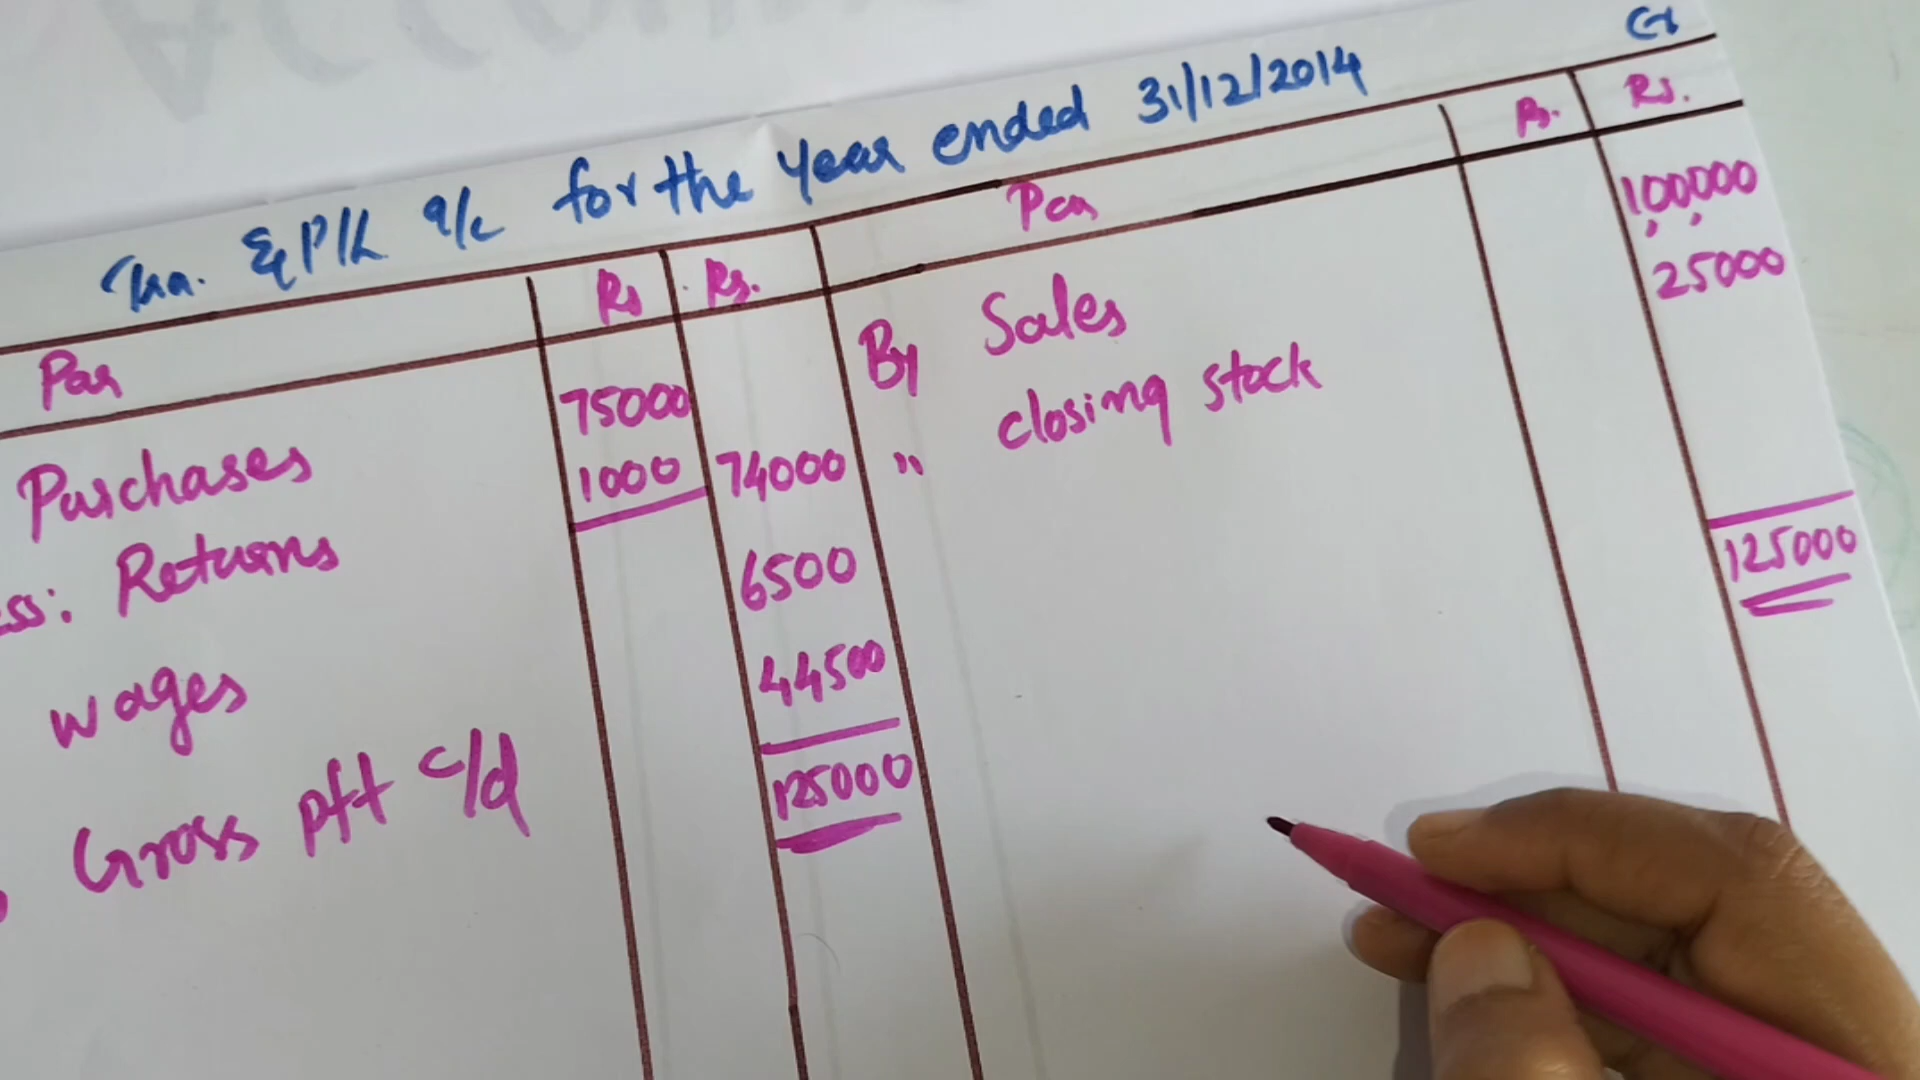 Tra. & P/L a/c for the year ended 31/12/2014 Cr
Par Rs Rs. Par Rs. Rs.
Purchases 75000 By Sales 100000
ess: Returns 1000 74000 " closing stock 25000
wages 6500
Gross pft c/d 44500
125000 125000